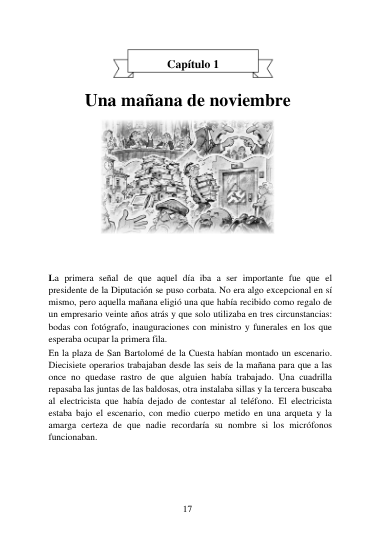 Capítulo 1
Una mañana de noviembre
La primera señal de que aquel día iba a ser importante fue que el
presidente de la Diputación se puso corbata. No era algo excepcional en sí
mismo, pero aquella mañana eligió una que había recibido como regalo de
un empresario veinte años atrás y que solo utilizaba en tres circunstancias:
bodas con fotógrafo, inauguraciones con ministro y funerales en los que
esperaba ocupar la primera fila.
En la plaza de San Bartolomé de la Cuesta habían montado un escenario.
Diecisiete operarios trabajaban desde las seis de la mañana para que a las
once no quedase rastro de que alguien había trabajado. Una cuadrilla
repasaba las juntas de las baldosas, otra instalaba sillas y la tercera buscaba
al electricista que había dejado de contestar al teléfono. El electricista
estaba bajo el escenario, con medio cuerpo metido en una arqueta y la
amarga certeza de que nadie recordaría su nombre si los micrófonos
funcionaban.
17